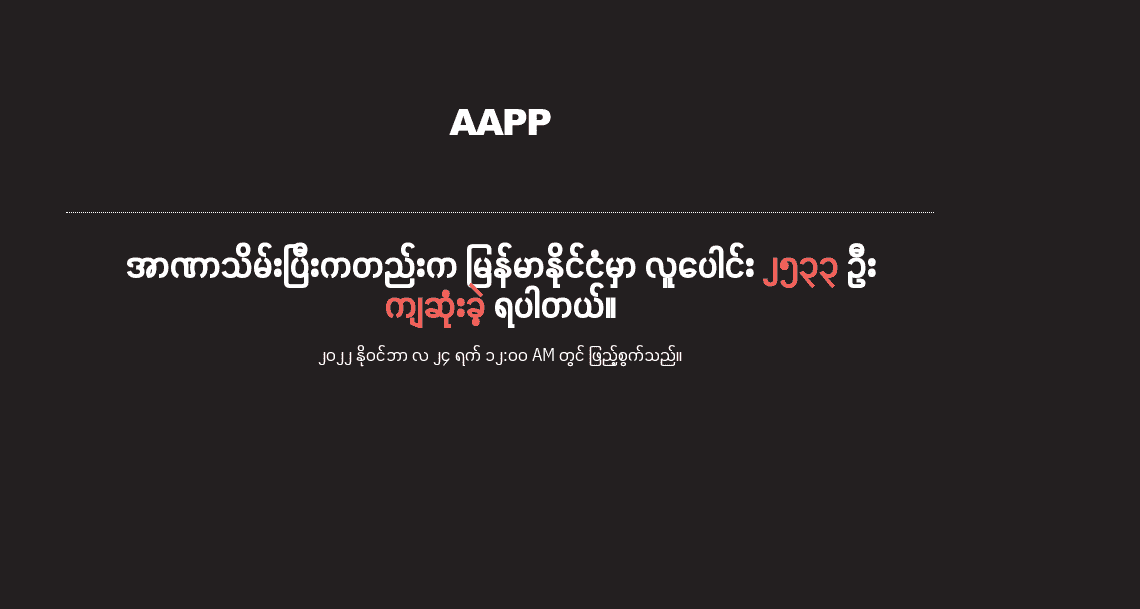 AAPP
အာဏာသိမ်းပြီးကတည်းက မြန်မာနိုင်ငံမှာ လူပေါင်း ၂၅၃၃ ဦး
ကျဆုံးခဲ့ ရပါတယ်။
၂၀၂၂ နိုဝင်ဘာ လ ၂၄ ရက် ၁၂:၀၀ AM တွင် ဖြည့်စွက်သည်။